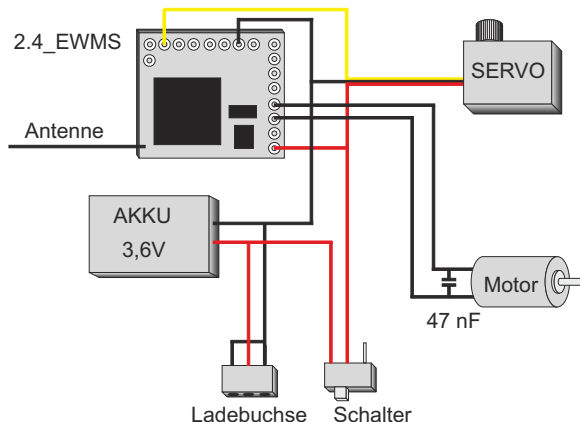 2.4_EWMS
SERVO
Antenne
AKKU
3,6V
Motor
47 nF
Ladebuchse
Schalter